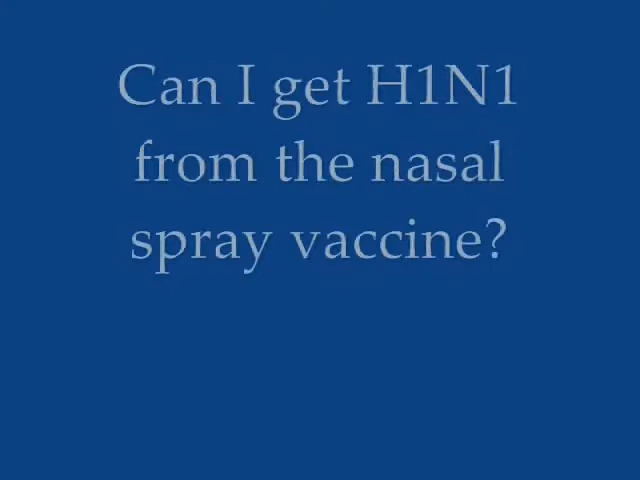 Can I get H1N1
from the nasal
spray vaccine?